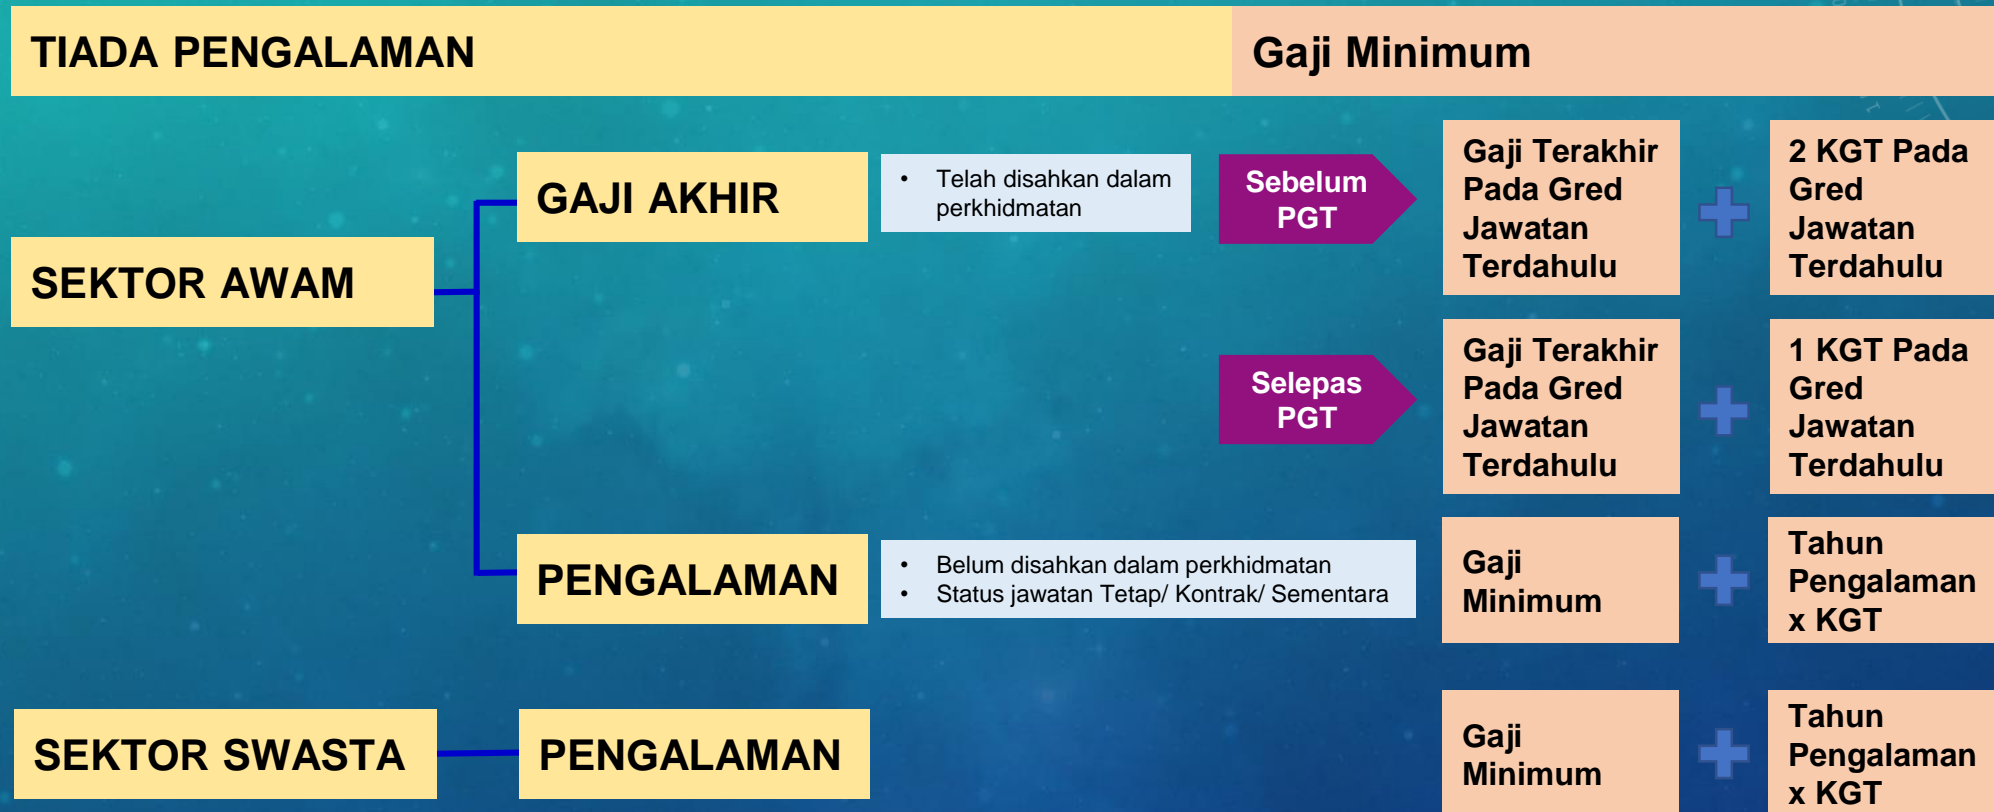 TIADA PENGALAMAN
Gaji Minimum
SEKTOR AWAM
GAJI AKHIR
• Telah disahkan dalam
perkhidmatan
Sebelum
PGT
Gaji Terakhir
Pada Gred
Jawatan
Terdahulu
2 KGT Pada
Gred
Jawatan
Terdahulu
Selepas
PGT
Gaji Terakhir
Pada Gred
Jawatan
Terdahulu
1 KGT Pada
Gred
Jawatan
Terdahulu
PENGALAMAN
• Belum disahkan dalam perkhidmatan
• Status jawatan Tetap/ Kontrak/ Sementara
Gaji
Minimum
Tahun
Pengalaman
x KGT
SEKTOR SWASTA
PENGALAMAN
Gaji
Minimum
Tahun
Pengalaman
x KGT